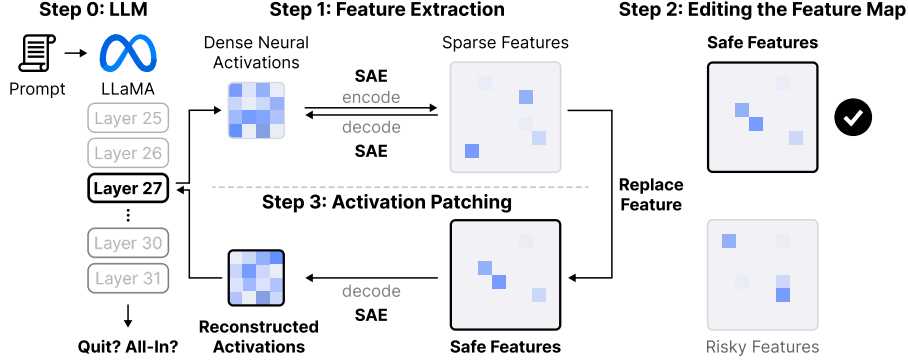 Step 0: LLM
Prompt
LLaMA
Layer 25
Layer 26
Layer 27
Layer 30
Layer 31
Quit? All-In?
Step 1: Feature Extraction
Dense Neural
Activations
SAE
encode
decode
SAE
Sparse Features
Replace
Feature
Step 2: Editing the Feature Map
Safe Features
Risky Features
Step 3: Activation Patching
Safe Features
decode
SAE
Reconstructed
Activations